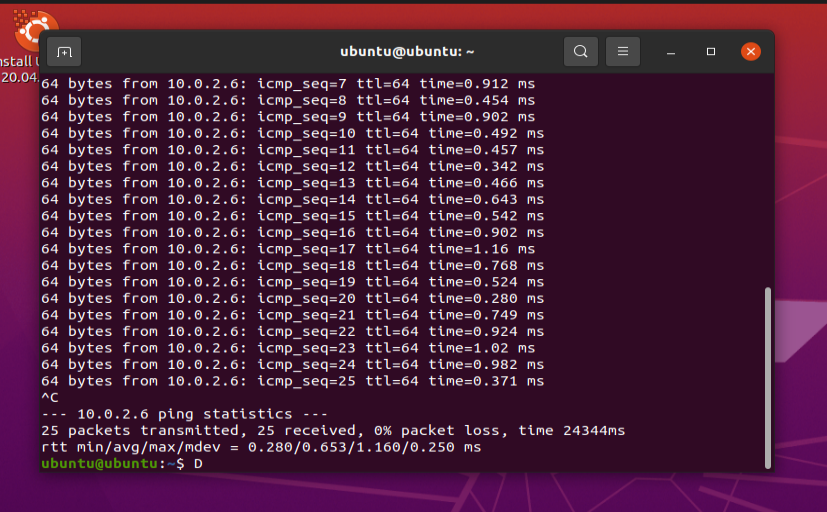 ubuntu@ubuntu: ~
20.04.
64 bytes from 10.0.2.6: icmp_seq=7 ttl=64 time=0.912 ms
64 bytes from 10.0.2.6: icmp_seq=8 ttl=64 time=0.454 ms
64 bytes from 10.0.2.6: icmp_seq=9 ttl=64 time=0.902 ms
64 bytes from 10.0.2.6: icmp_seq=10 ttl=64 time=0.492 ms
64 bytes from 10.0.2.6: icmp_seq=11 ttl=64 time=0.457 ms
64 bytes from 10.0.2.6: icmp_seq=12 ttl=64 time=0.342 ms
64 bytes from 10.0.2.6: icmp_seq=13 ttl=64 time=0.466 ms
64 bytes from 10.0.2.6: icmp_seq=14 ttl=64 time=0.643 ms
64 bytes from 10.0.2.6: icmp_seq=15 ttl=64 time=0.542 ms
64 bytes from 10.0.2.6: icmp_seq=16 ttl=64 time=0.902 ms
64 bytes from 10.0.2.6: icmp_seq=17 ttl=64 time=1.16 ms
64 bytes from 10.0.2.6: icmp_seq=18 ttl=64 time=0.768 ms
64 bytes from 10.0.2.6: icmp_seq=19 ttl=64 time=0.524 ms
64 bytes from 10.0.2.6: icmp_seq=20 ttl=64 time=0.280 ms
64 bytes from 10.0.2.6: icmp_seq=21 ttl=64 time=0.749 ms
64 bytes from 10.0.2.6: icmp_seq=22 ttl=64 time=0.924 ms
64 bytes from 10.0.2.6: icmp_seq=23 ttl=64 time=1.02 ms
64 bytes from 10.0.2.6: icmp_seq=24 ttl=64 time=0.982 ms
64 bytes from 10.0.2.6: icmp_seq=25 ttl=64 time=0.371 ms
^C
--- 10.0.2.6 ping statistics ---
25 packets transmitted, 25 received, 0% packet loss, time 24344ms
rtt min/avg/max/mdev = 0.280/0.653/1.160/0.250 ms
ubuntu@ubuntu:~$ D